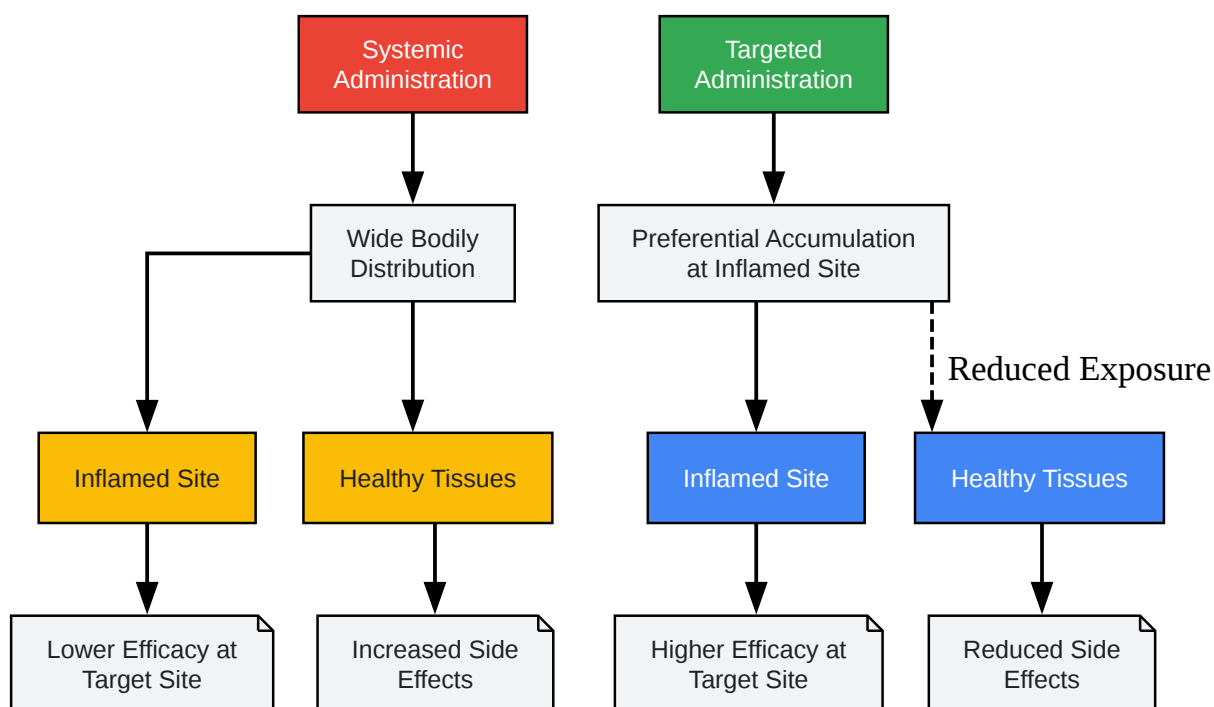 Systemic
Administration
Targeted
Administration
Wide Bodily
Distribution
Preferential Accumulation
at Inflamed Site
Reduced Exposure
Inflamed Site
Healthy Tissues
Inflamed Site
Healthy Tissues
Lower Efficacy at
Target Site
Increased Side
Effects
Higher Efficacy at
Target Site
Reduced Side
Effects